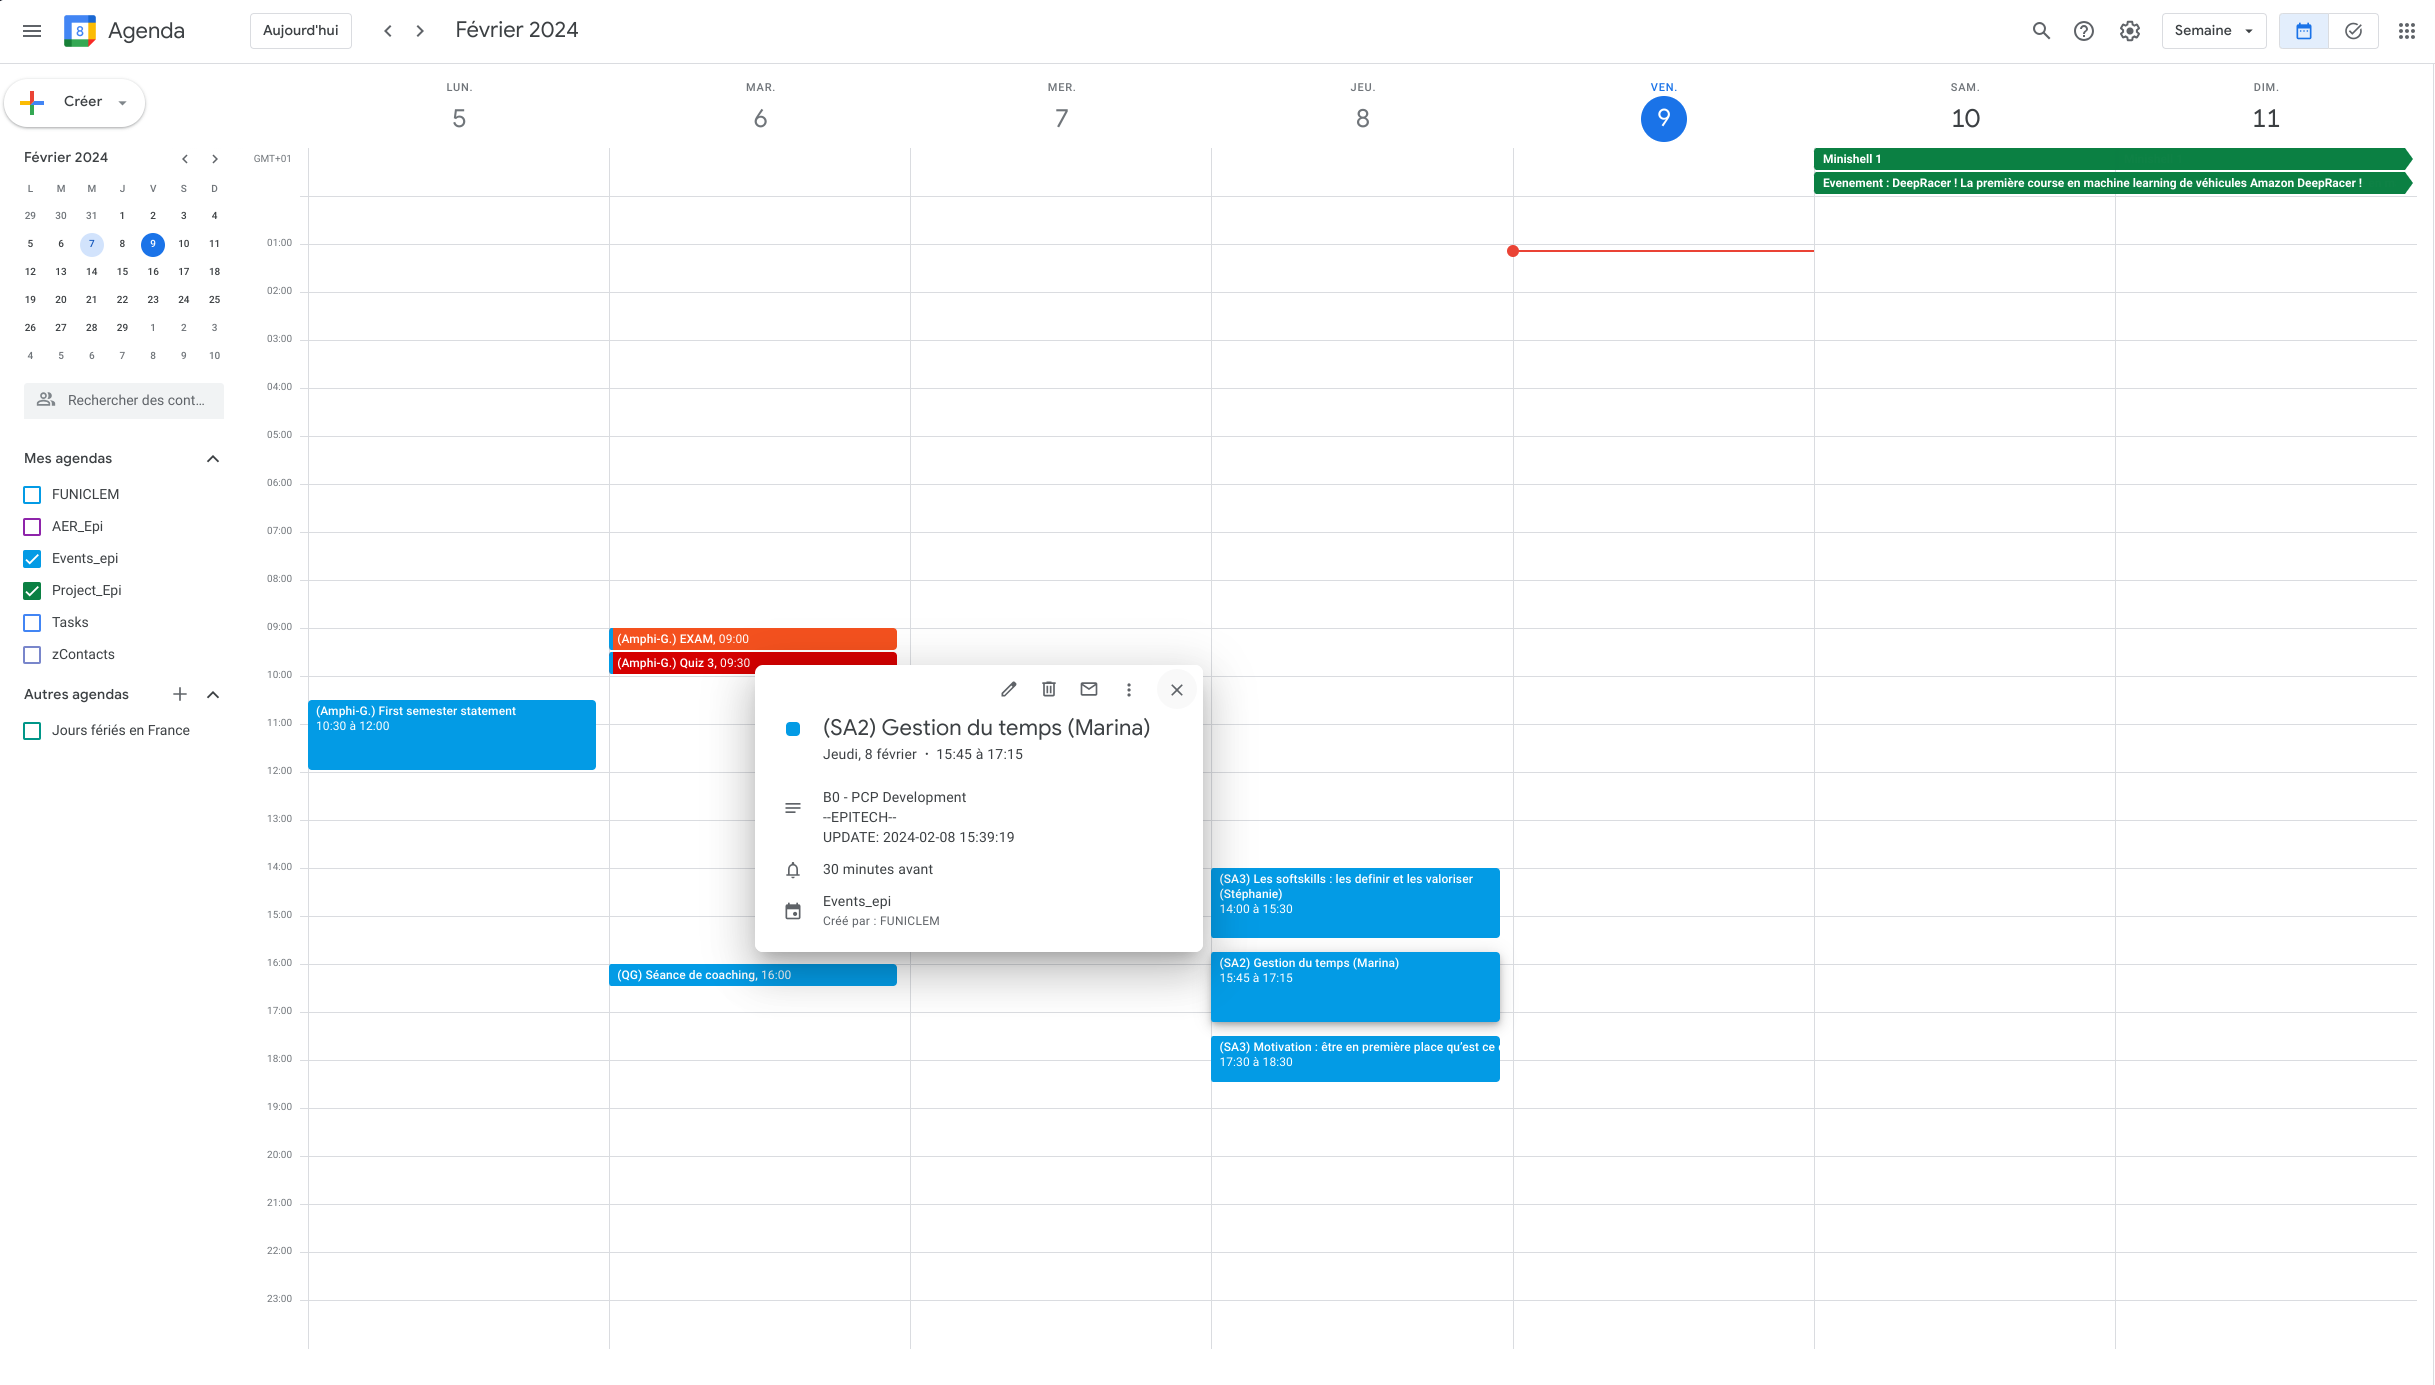 8
Agenda
Aujourd'hui
Février 2024
Semaine
Créer
Février 2024
L M M J V S D
29 30 31 1 2 3 4
5 6 7 8 9 10 11
12 13 14 15 16 17 18
19 20 21 22 23 24 25
26 27 28 29 1 2 3
4 5 6 7 8 9 10
Rechercher des cont...
Mes agendas
FUNICLEM
AER_Epi
Events_epi
Project_Epi
Tasks
zContacts
Autres agendas
Jours fériés en France
LUN. MAR. MER. JEU. VEN. SAM. DIM.
5 6 7 8 9 10 11
GMT+01
Minishell 1
Evenement : DeepRacer ! La première course en machine learning de véhicules Amazon DeepRacer !
01:00
02:00
03:00
04:00
05:00
06:00
07:00
08:00
09:00
10:00
11:00
12:00
13:00
14:00
15:00
16:00
17:00
18:00
19:00
20:00
21:00
22:00
23:00
(Amphi-G.) First semester statement
10:30 à 12:00
(Amphi-G.) EXAM, 09:00
(Amphi-G.) Quiz 3, 09:30
(QG) Séance de coaching, 16:00
(SA2) Gestion du temps (Marina)
Jeudi, 8 février · 15:45 à 17:15
B0 - PCP Development
--EPITECH--
UPDATE: 2024-02-08 15:39:19
30 minutes avant
Events_epi
Créé par : FUNICLEM
(SA3) Les softskills : les definir et les valoriser
(Stéphanie)
14:00 à 15:30
(SA2) Gestion du temps (Marina)
15:45 à 17:15
(SA3) Motivation : être en première place qu'est ce
17:30 à 18:30